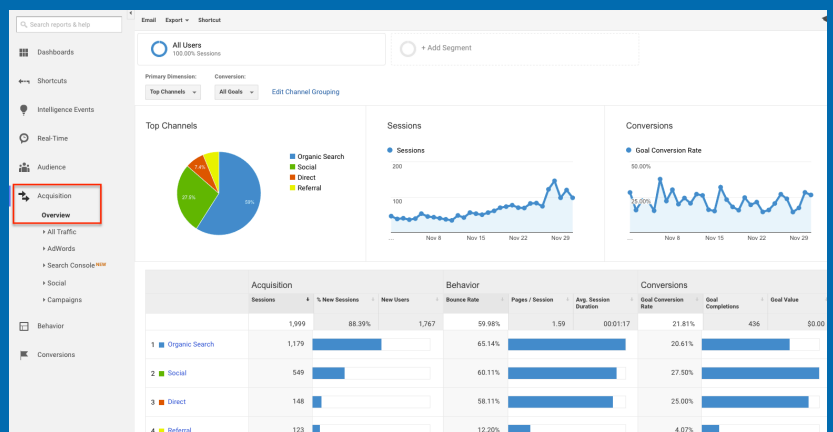 Search reports & help
Dashboards
Shortcuts
Intelligence Events
Real-Time
Audience
Acquisition
Overview
All Traffic
AdWords
Search Console NEW
Social
Campaigns
Behavior
Conversions
Email Export Shortcut
All Users
100.00% Sessions
+ Add Segment
Primary Dimension: Conversion:
Top Channels All Goals Edit Channel Grouping
Top Channels
7.4%
27.5%
59%
Organic Search
Social
Direct
Referral
Sessions
Sessions
200
100
... Nov 8 Nov 15 Nov 22 Nov 29
Conversions
Goal Conversion Rate
50.00%
25.00%
... Nov 8 Nov 15 Nov 22 Nov 29
Acquisition Behavior Conversions
Sessions % New Sessions New Users Bounce Rate Pages / Session Avg. Session Duration Goal Conversion Rate Goal Completions Goal Value
1,999 88.39% 1,767 59.98% 1.59 00:01:17 21.81% 436 $0.00
1 Organic Search 1,179 65.14% 20.61%
2 Social 549 60.11% 27.50%
3 Direct 148 58.11% 25.00%
4 Referral 123 12.20% 4.07%